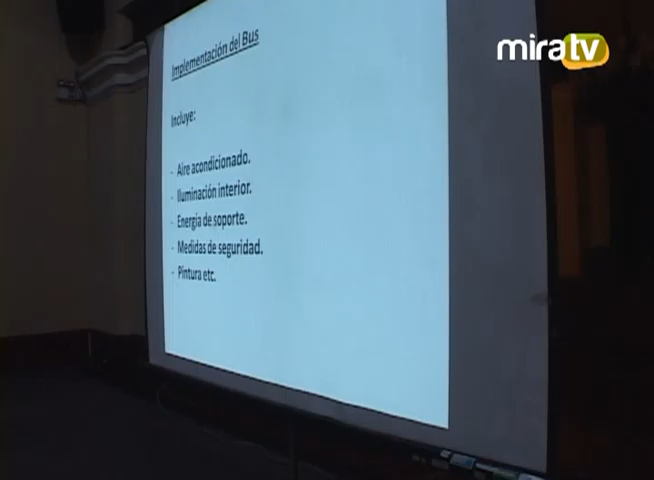 miratv
Implementación del Bus
Incluye:
- Aire acondicionado.
- Iluminación interior.
- Energía de soporte.
- Medidas de seguridad.
- Pintura etc.